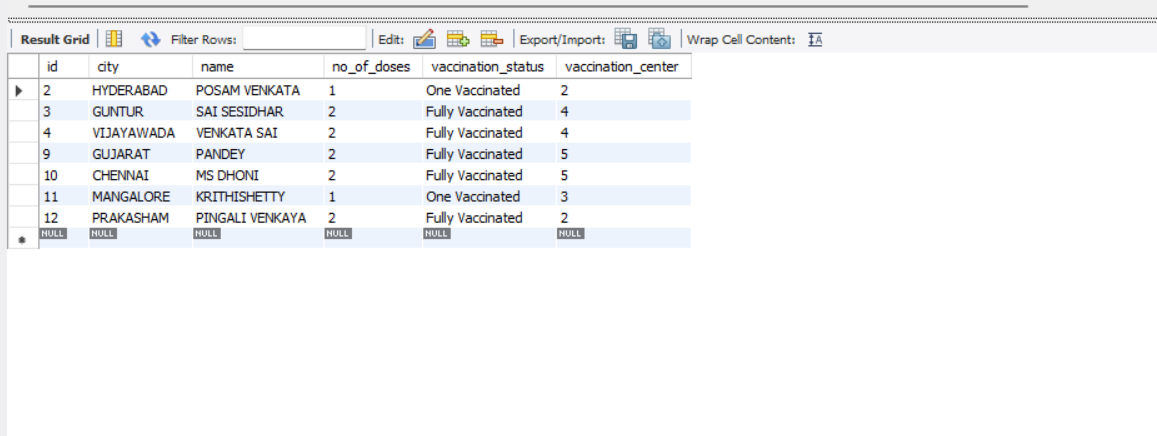 Result Grid Filter Rows: Edit: Export/Import: Wrap Cell Content: IA
id city name no_of_doses vaccination_status vaccination_center
2 HYDERABAD POSAM VENKATA 1 One Vaccinated 2
3 GUNTUR SAI SESIDHAR 2 Fully Vaccinated 4
4 VIJAYAWADA VENKATA SAI 2 Fully Vaccinated 4
9 GUJARAT PANDEY 2 Fully Vaccinated 5
10 CHENNAI MS DHONI 2 Fully Vaccinated 5
11 MANGALORE KRITHISHETTY 1 One Vaccinated 3
12 PRAKASHAM PINGALI VENKAYA 2 Fully Vaccinated 2
NULL NULL NULL NULL NULL NULL